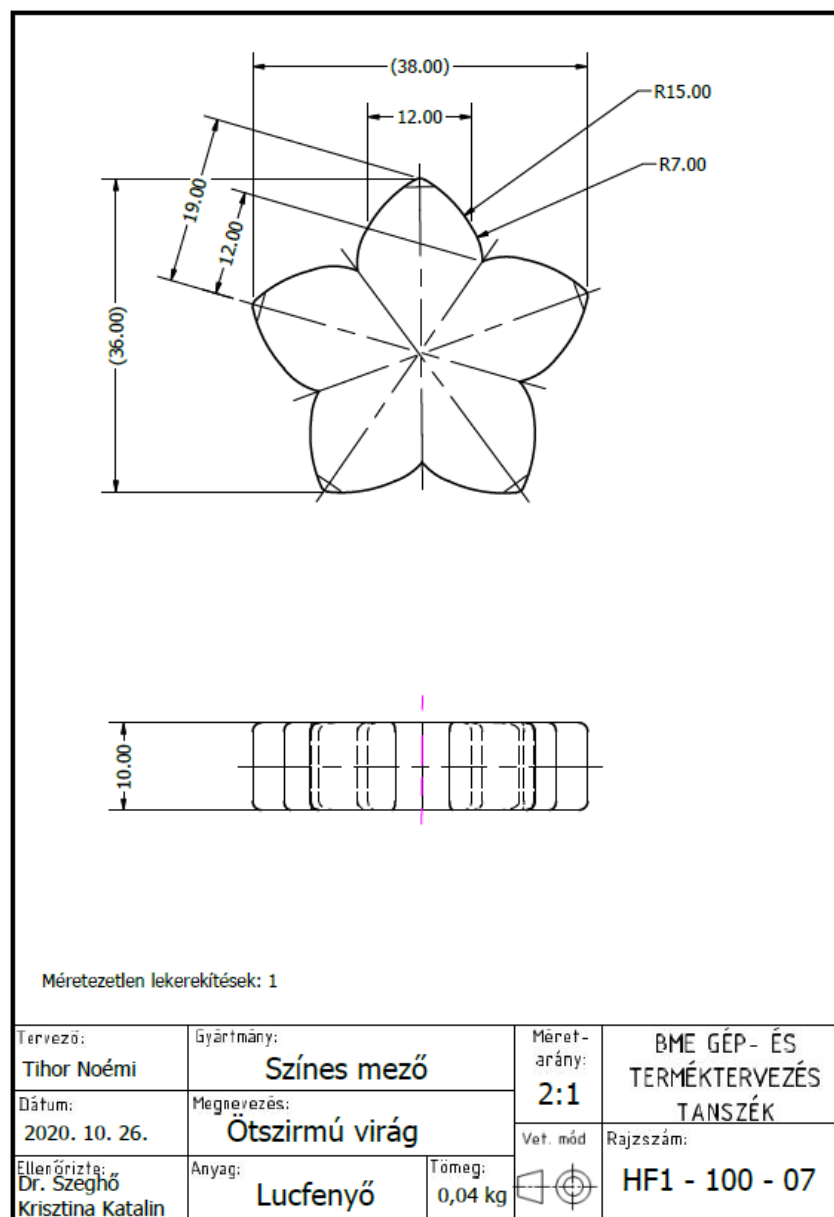 (38.00)
12.00
R15.00
R7.00
19.00
12.00
(36.00)
10.00
Méretezetlen lekerekítések: 1
Tervező:
Tihor Noémi
Gyártmány:
Színes mező
Méret-
arány:
2:1
BME GÉP- ÉS
TERMÉKTERVEZÉS
TANSZÉK
Dátum:
2020. 10. 26.
Megnevezés:
Ötszirmú virág
Vet. mód
Rajzszám:
HF1 - 100 - 07
Ellenőrizte:
Dr. Szeghő
Krisztina Katalin
Anyag:
Lucfenyő
Tömeg:
0,04 kg